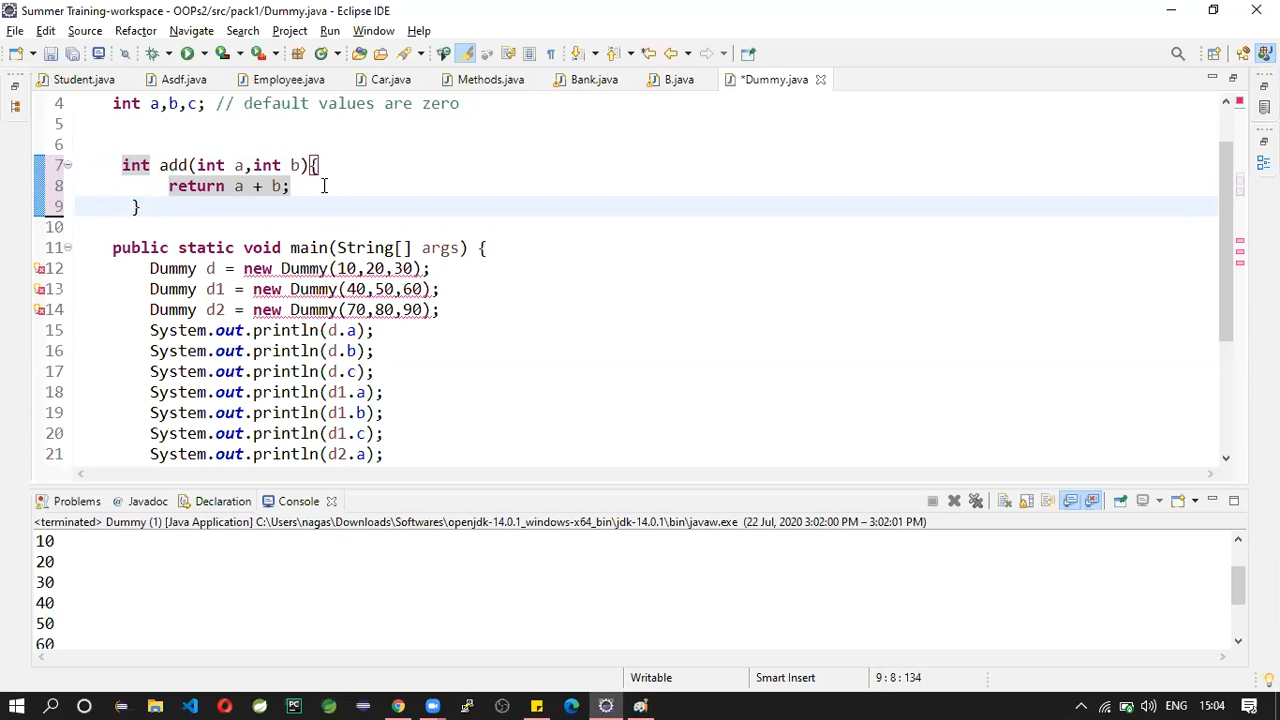 Summer Training-workspace - OOPs2/src/pack1/Dummy.java - Eclipse IDE
File Edit Source Refactor Navigate Search Project Run Window Help
Student.java Asdf.java Employee.java Car.java Methods.java Bank.java B.java *Dummy.java
4 int a,b,c; // default values are zero
5
6
7 int add(int a,int b){
8 return a + b;
9 }
10
11 public static void main(String[] args) {
12 Dummy d = new Dummy(10,20,30);
13 Dummy d1 = new Dummy(40,50,60);
14 Dummy d2 = new Dummy(70,80,90);
15 System.out.println(d.a);
16 System.out.println(d.b);
17 System.out.println(d.c);
18 System.out.println(d1.a);
19 System.out.println(d1.b);
20 System.out.println(d1.c);
21 System.out.println(d2.a);
Problems @ Javadoc Declaration Console
<terminated> Dummy (1) [Java Application] C:\Users\nagas\Downloads\Softwares\openjdk-14.0.1_windows-x64_bin\jdk-14.0.1\bin\javaw.exe (22 Jul, 2020 3:02:00 PM – 3:02:01 PM)
10
20
30
40
50
60
Writable Smart Insert 9 : 8 : 134
ENG 15:04